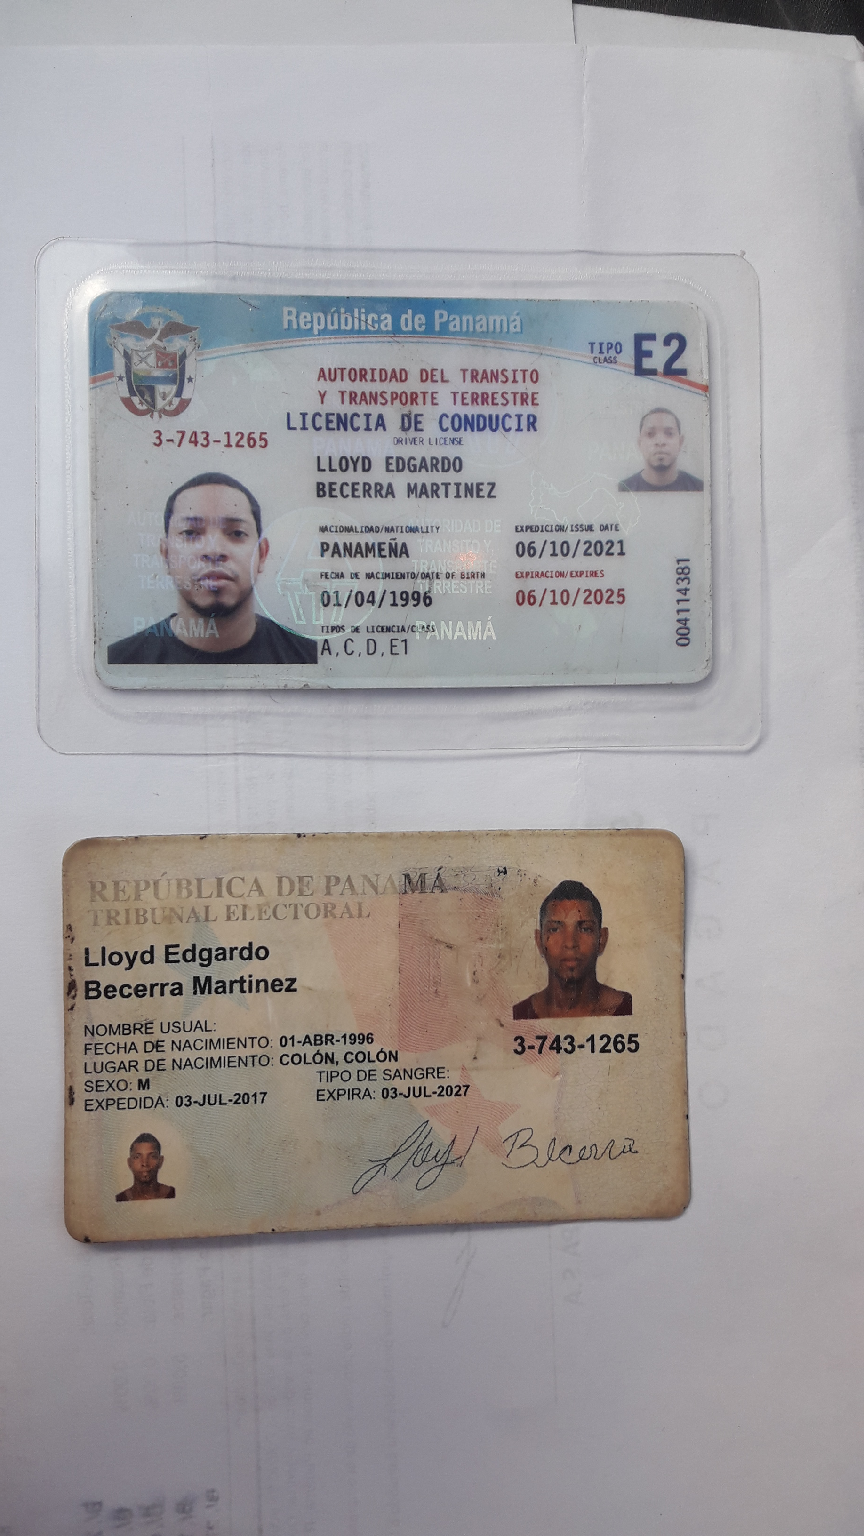 República de Panamá
TIPO
CLASS
E2
AUTORIDAD DEL TRANSITO
Y TRANSPORTE TERRESTRE
LICENCIA DE CONDUCIR
DRIVER LICENSE
3-743-1265
LLOYD EDGARDO
BECERRA MARTINEZ
NACIONALIDAD/NATIONALITY
PANAMEÑA
EXPEDICION/ISSUE DATE
06/10/2021
FECHA DE NACIMIENTO/DATE OF BIRTH
01/04/1996
EXPIRACION/EXPIRES
06/10/2025
TIPOS DE LICENCIA/CLASS
A,C,D,E1
PANAMÁ
PANAMÁ
004114381
REPÚBLICA DE PANAMÁ
TRIBUNAL ELECTORAL
Lloyd Edgardo
Becerra Martinez
NOMBRE USUAL:
FECHA DE NACIMIENTO: 01-ABR-1996
LUGAR DE NACIMIENTO: COLÓN, COLÓN
SEXO: M TIPO DE SANGRE:
EXPEDIDA: 03-JUL-2017 EXPIRA: 03-JUL-2027
3-743-1265
Lloyd Becerra